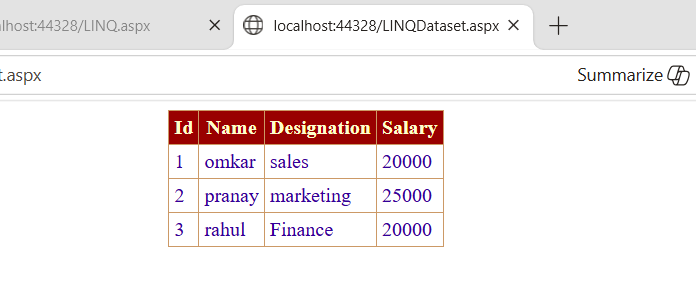 lhost:44328/LINQ.aspx × localhost:44328/LINQDataset.aspx × +
t.aspx Summarize
Id Name Designation Salary
1 omkar sales 20000
2 pranay marketing 25000
3 rahul Finance 20000